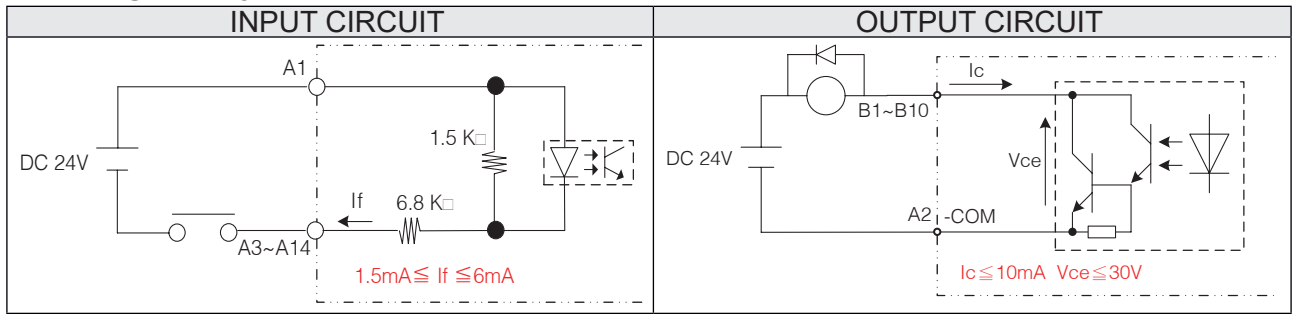 INPUT CIRCUIT
OUTPUT CIRCUIT
A1
1.5 K□
DC 24V
If
6.8 K□
A3~A14
1.5mA≦ If ≦6mA
Ic
B1~B10
DC 24V
Vce
A2
-COM
Ic≦10mA Vce≦30V